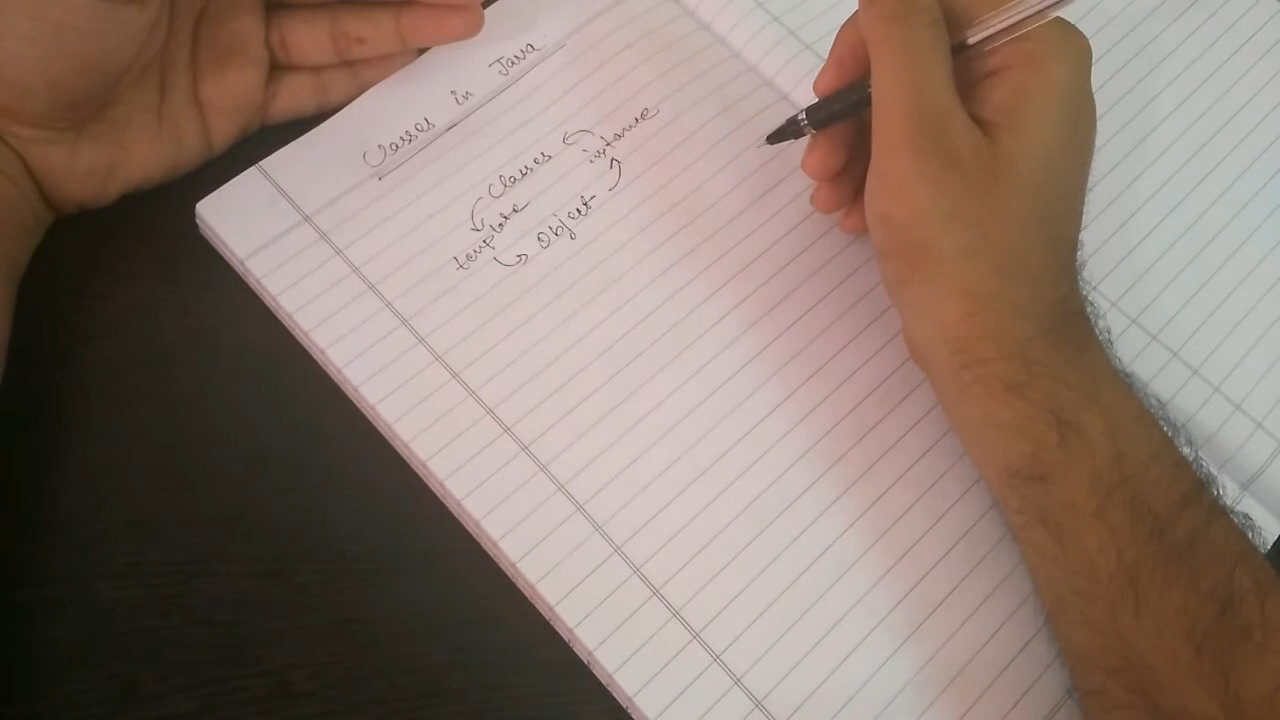 Classes in Java
Classes
instance
template
Object